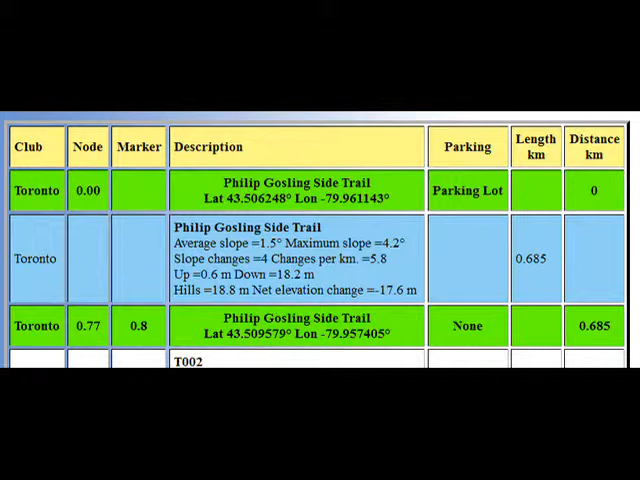 Club Node Marker Description Parking Length km Distance km
Toronto 0.00 Philip Gosling Side Trail Parking Lot 0
Lat 43.506248° Lon -79.961143°
Philip Gosling Side Trail
Average slope =1.5° Maximum slope =4.2°
Toronto Slope changes =4 Changes per km. =5.8 0.685
Up =0.6 m Down =18.2 m
Hills =18.8 m Net elevation change =-17.6 m
Toronto 0.77 0.8 Philip Gosling Side Trail None 0.685
Lat 43.509579° Lon -79.957405°
T002